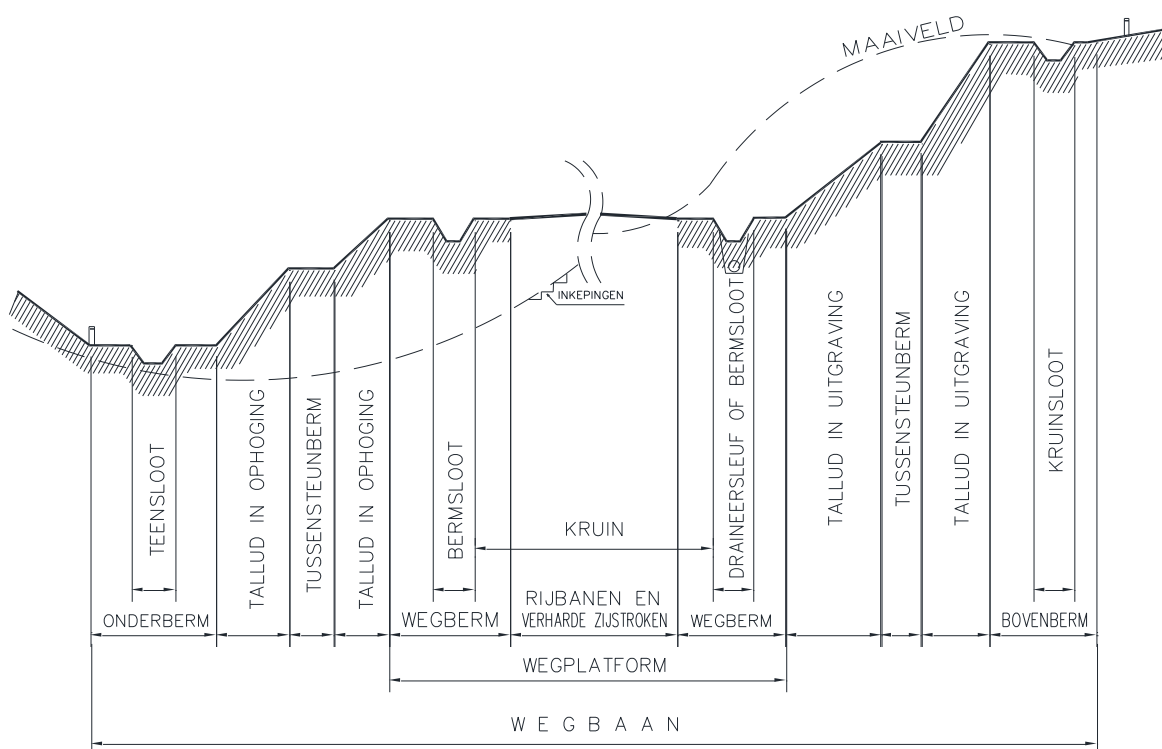 MAAIVELD
INKEPINGEN
TEENSLOOT
TALLUD IN OPHOGING
TUSSENSTEUNBERM
TALLUD IN OPHOGING
BERMSLOOT
KRUIN
DRAINEERSLEUF OF BERMSLOOT
TALLUD IN UITGRAVING
TUSSENSTEUNBERM
TALLUD IN UITGRAVING
KRUINSLOOT
ONDERBERM
WEGBERM
RIJBANEN EN
VERHARDE ZIJSTROKEN
WEGBERM
BOVENBERM
WEGPLATFORM
WEGBAAN